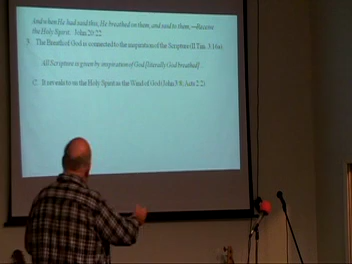 And when He had said this, He breathed on them, and said to them, —Receive
the Holy Spirit. John 20:22
3. The Breath of God is connected to the inspiration of the Scripture (II Tim. 3:16a).
All Scripture is given by inspiration of God [literally God breathed] .
C. It reveals to us the Holy Spirit as the Wind of God (John 3:8; Acts 2:2)